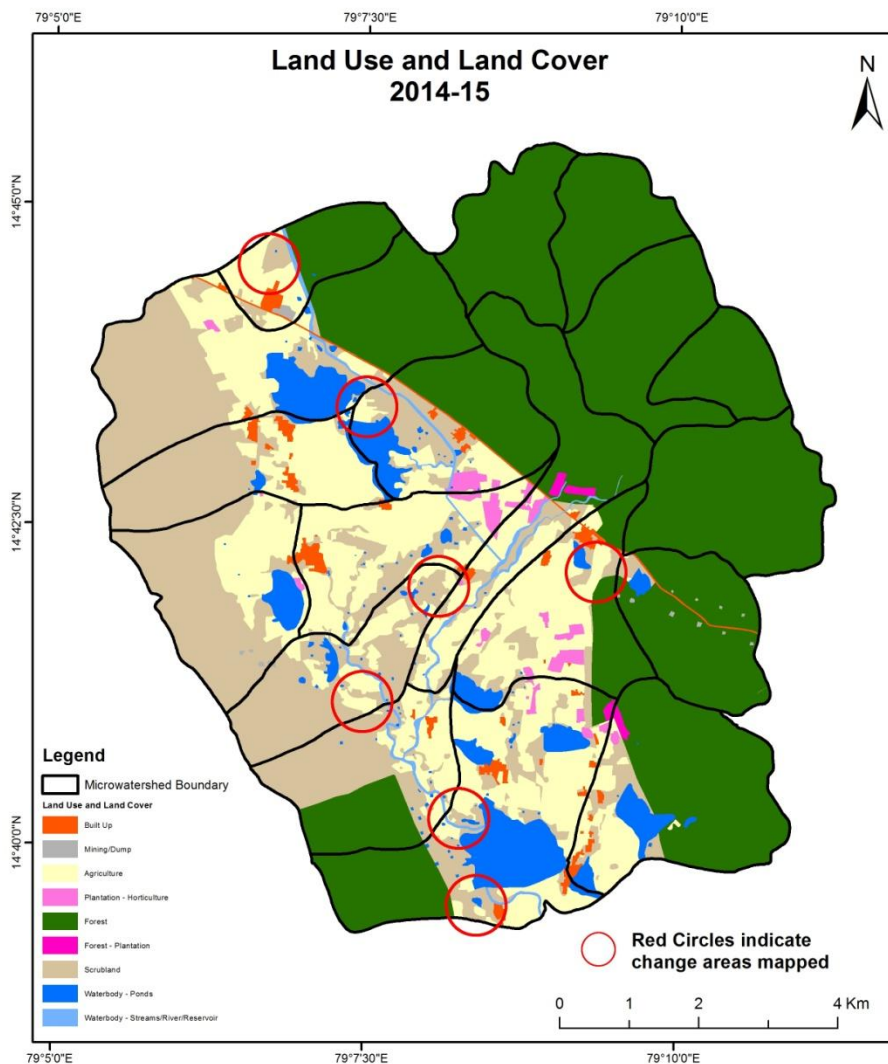 79°5'0"E 79°7'30"E 79°10'0"E
Land Use and Land Cover
2014-15
N
14°45'0"N
14°42'30"N
14°40'0"N
Legend
Microwatershed Boundary
Land Use and Land Cover
Built Up
Mining/Dump
Agriculture
Plantation - Horticulture
Forest
Forest - Plantation
Scrubland
Waterbody - Ponds
Waterbody - Streams/River/Reservoir
Red Circles indicate
change areas mapped
0 1 2 4 Km
79°5'0"E 79°7'30"E 79°10'0"E